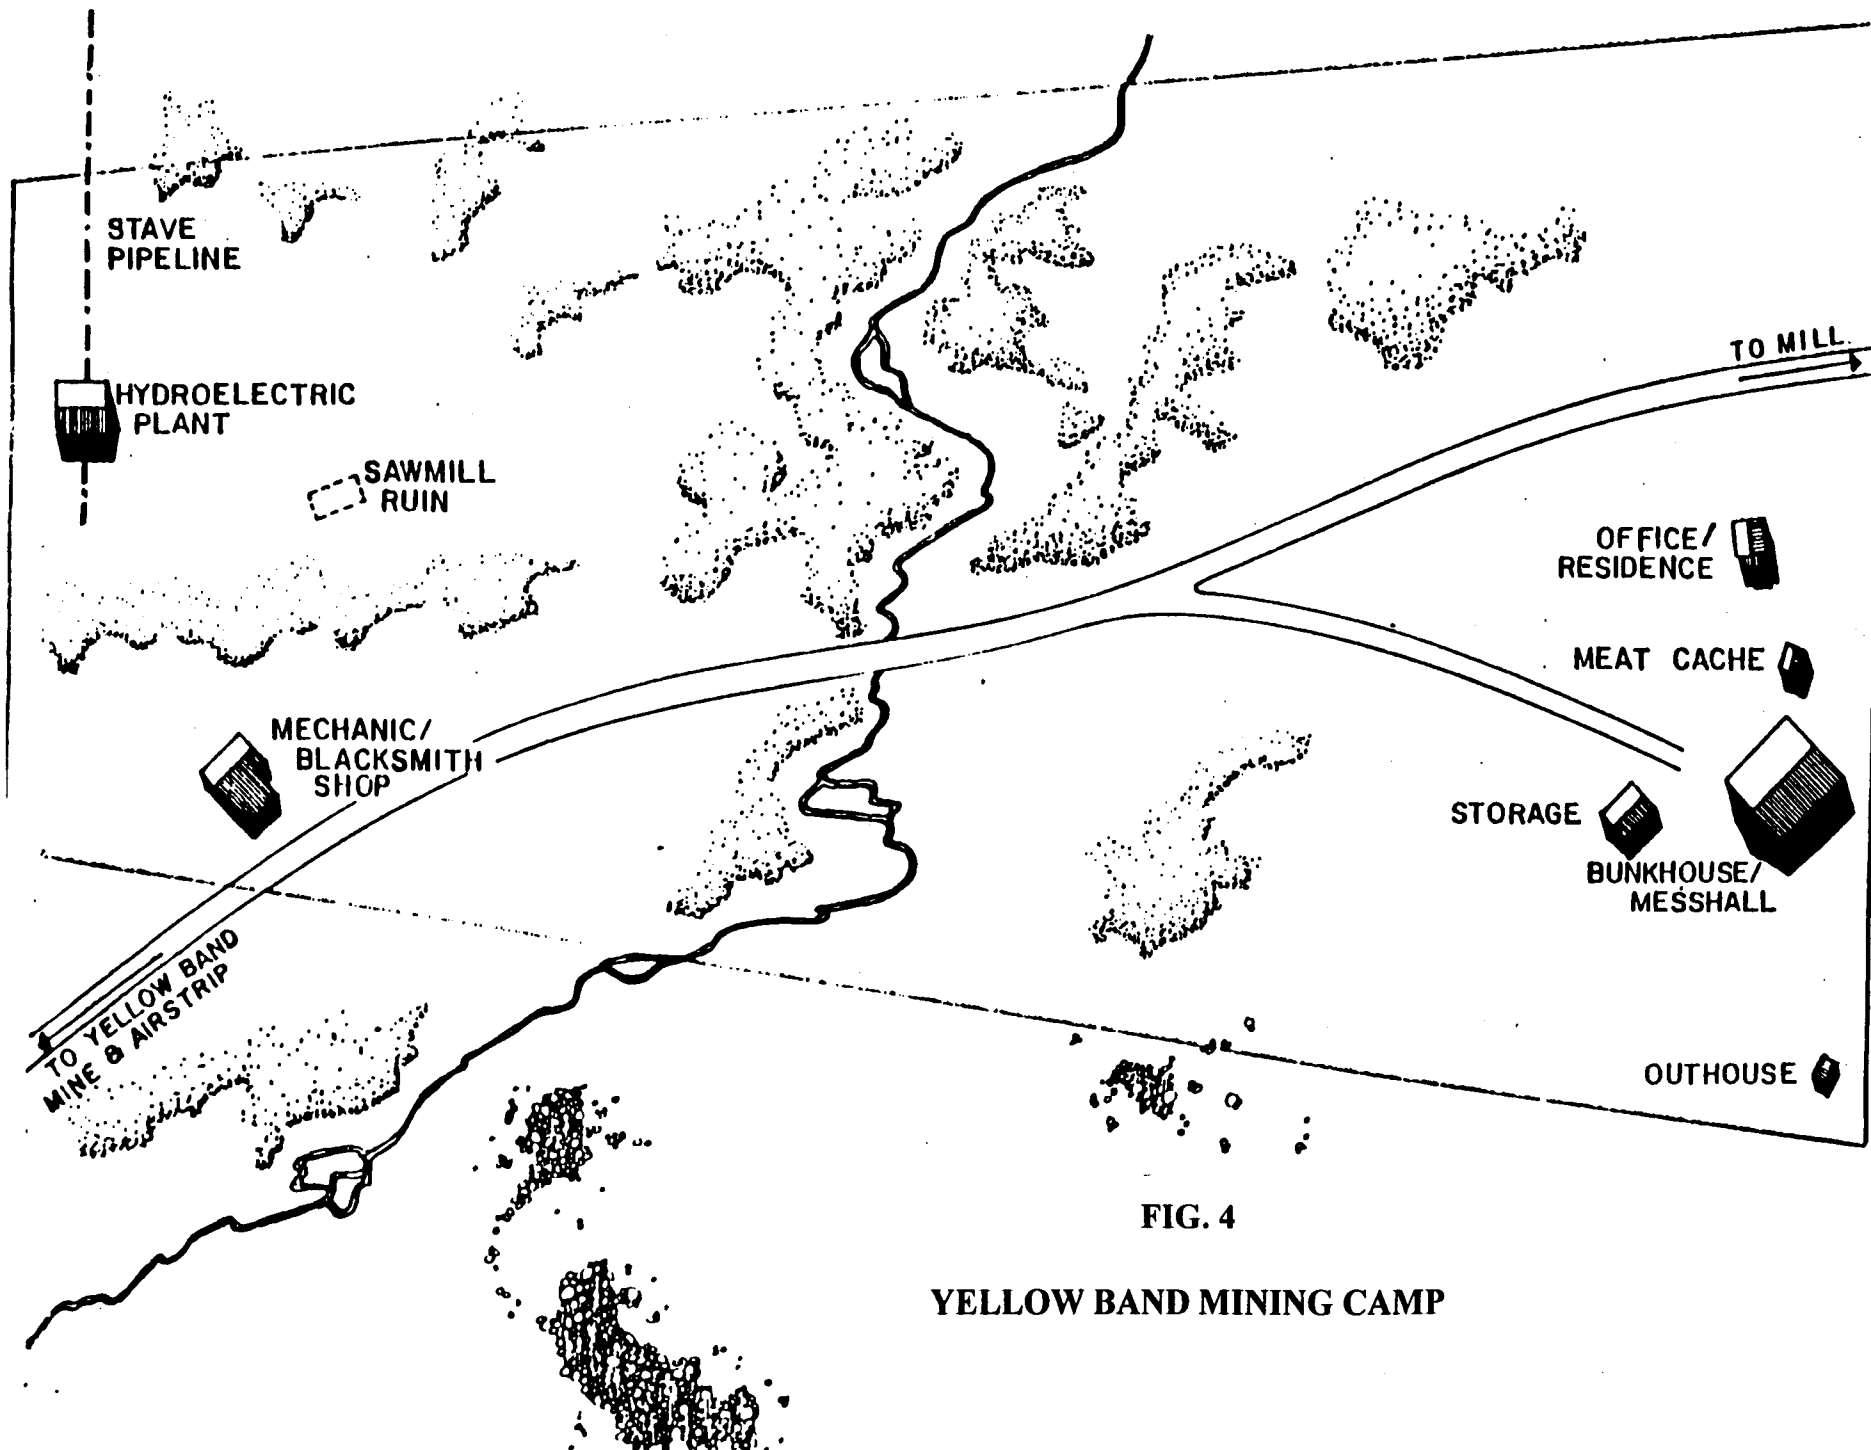 STAVE
PIPELINE
TO MILL
HYDROELECTRIC
PLANT
SAWMILL
RUIN
OFFICE/
RESIDENCE
MEAT CACHE
MECHANIC/
BLACKSMITH
SHOP
STORAGE
BUNKHOUSE/
MESSHALL
TO YELLOW BAND
MINE & AIRSTRIP
OUTHOUSE
FIG. 4
YELLOW BAND MINING CAMP